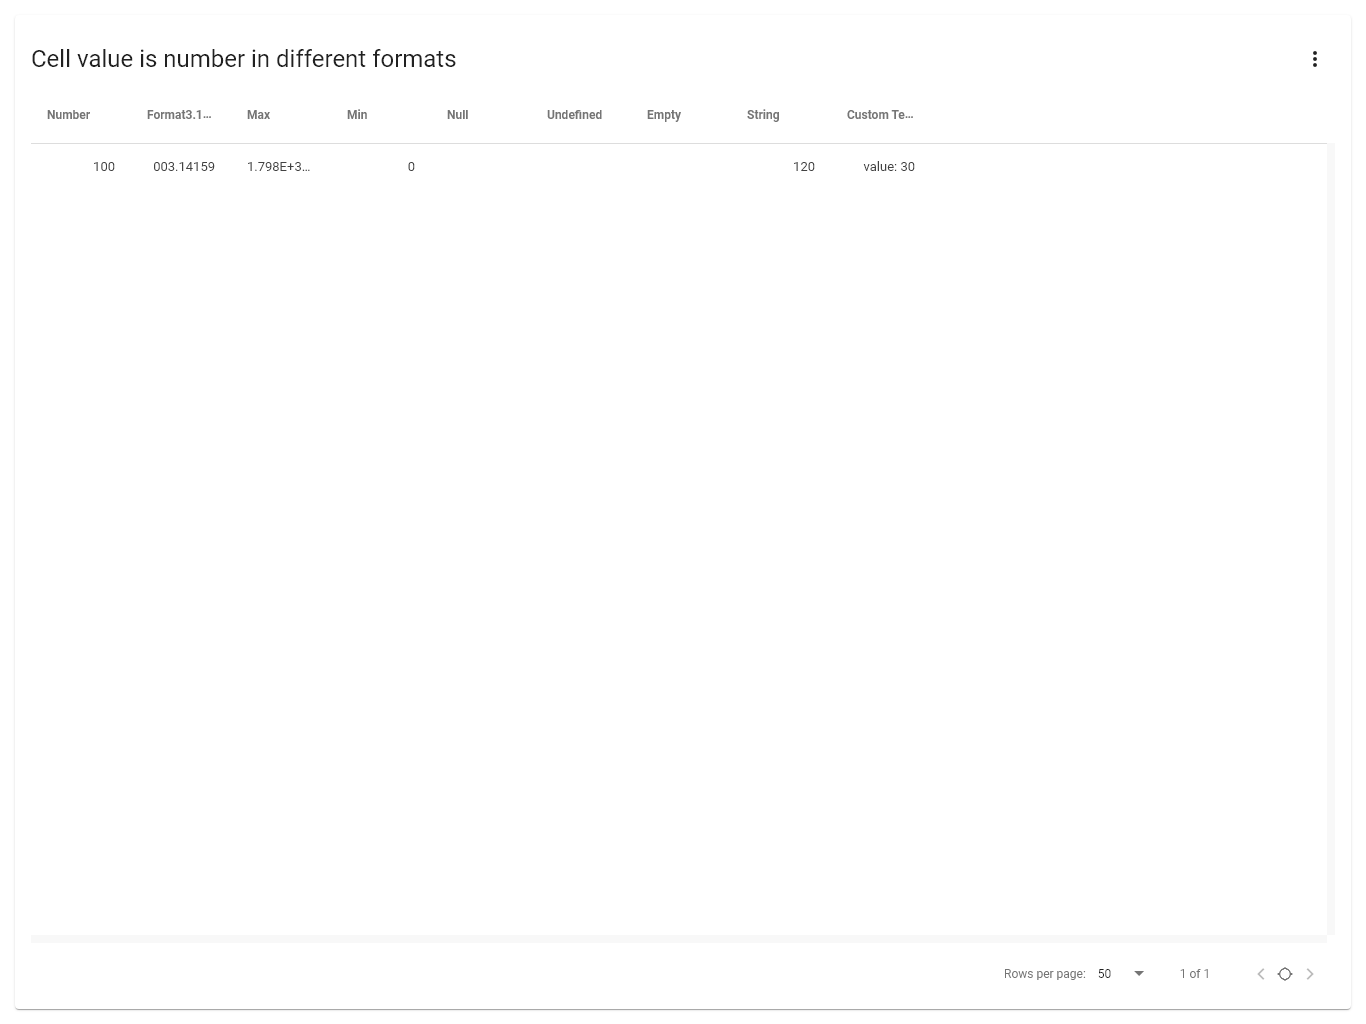 Cell value is number in different formats
Number Format3.1… Max Min Null Undefined Empty String Custom Te…
100 003.14159 1.798E+3… 0 120 value: 30
Rows per page: 50 1 of 1